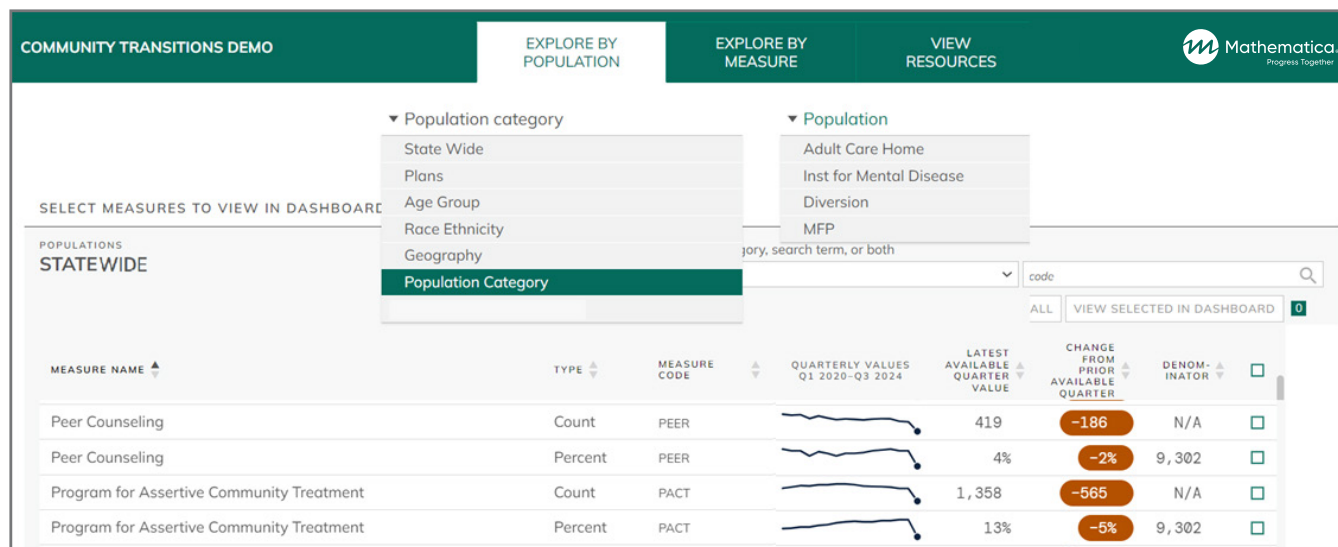 COMMUNITY TRANSITIONS DEMO
EXPLORE BY
POPULATION
EXPLORE BY
MEASURE
VIEW
RESOURCES
Mathematica
Progress Together
Population category
State Wide
Plans
Age Group
Race Ethnicity
Geography
Population Category
Population
Adult Care Home
Inst for Mental Disease
Diversion
MFP
SELECT MEASURES TO VIEW IN DASHBOARD
POPULATIONS
STATEWIDE
search term, or both
code
ALL
VIEW SELECTED IN DASHBOARD
0
MEASURE NAME
TYPE
MEASURE
CODE
QUARTERLY VALUES
Q1 2020–Q3 2024
LATEST
AVAILABLE
QUARTER
VALUE
CHANGE
FROM
PRIOR
AVAILABLE
QUARTER
DENOM-
INATOR
Peer Counseling Count PEER 419 -186 N/A
Peer Counseling Percent PEER 4% -2% 9,302
Program for Assertive Community Treatment Count PACT 1,358 -565 N/A
Program for Assertive Community Treatment Percent PACT 13% -5% 9,302